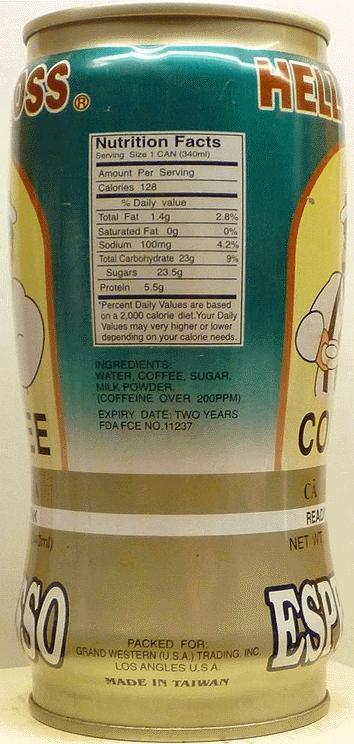 OSS®
HELL
Nutrition Facts
Serving Size 1 CAN (340ml)
Amount Per Serving
Calories 128
% Daily value
Total Fat 1.4g 2.8%
Saturated Fat 0g 0%
Sodium 100mg 4.2%
Total Carbohydrate 23g 9%
Sugars 23.5g
Protein 5.5g
*Percent Daily Values are based
on a 2,000 calorie diet.Your Daily
Values may very higher or lower
depending on your calorie needs.
INGREDIENTS:
WATER, COFFEE, SUGAR,
MILK POWDER.
(COFFEINE OVER 200PPM)
EXPIRY DATE: TWO YEARS
FDA FCE NO.11237
EE
CO
CÀ
READ
NET WT
SSO
ESP
PACKED FOR:
GRAND WESTERN (U.S.A.) TRADING. INC.
LOS ANGLES U.S.A.
MADE IN TAIWAN